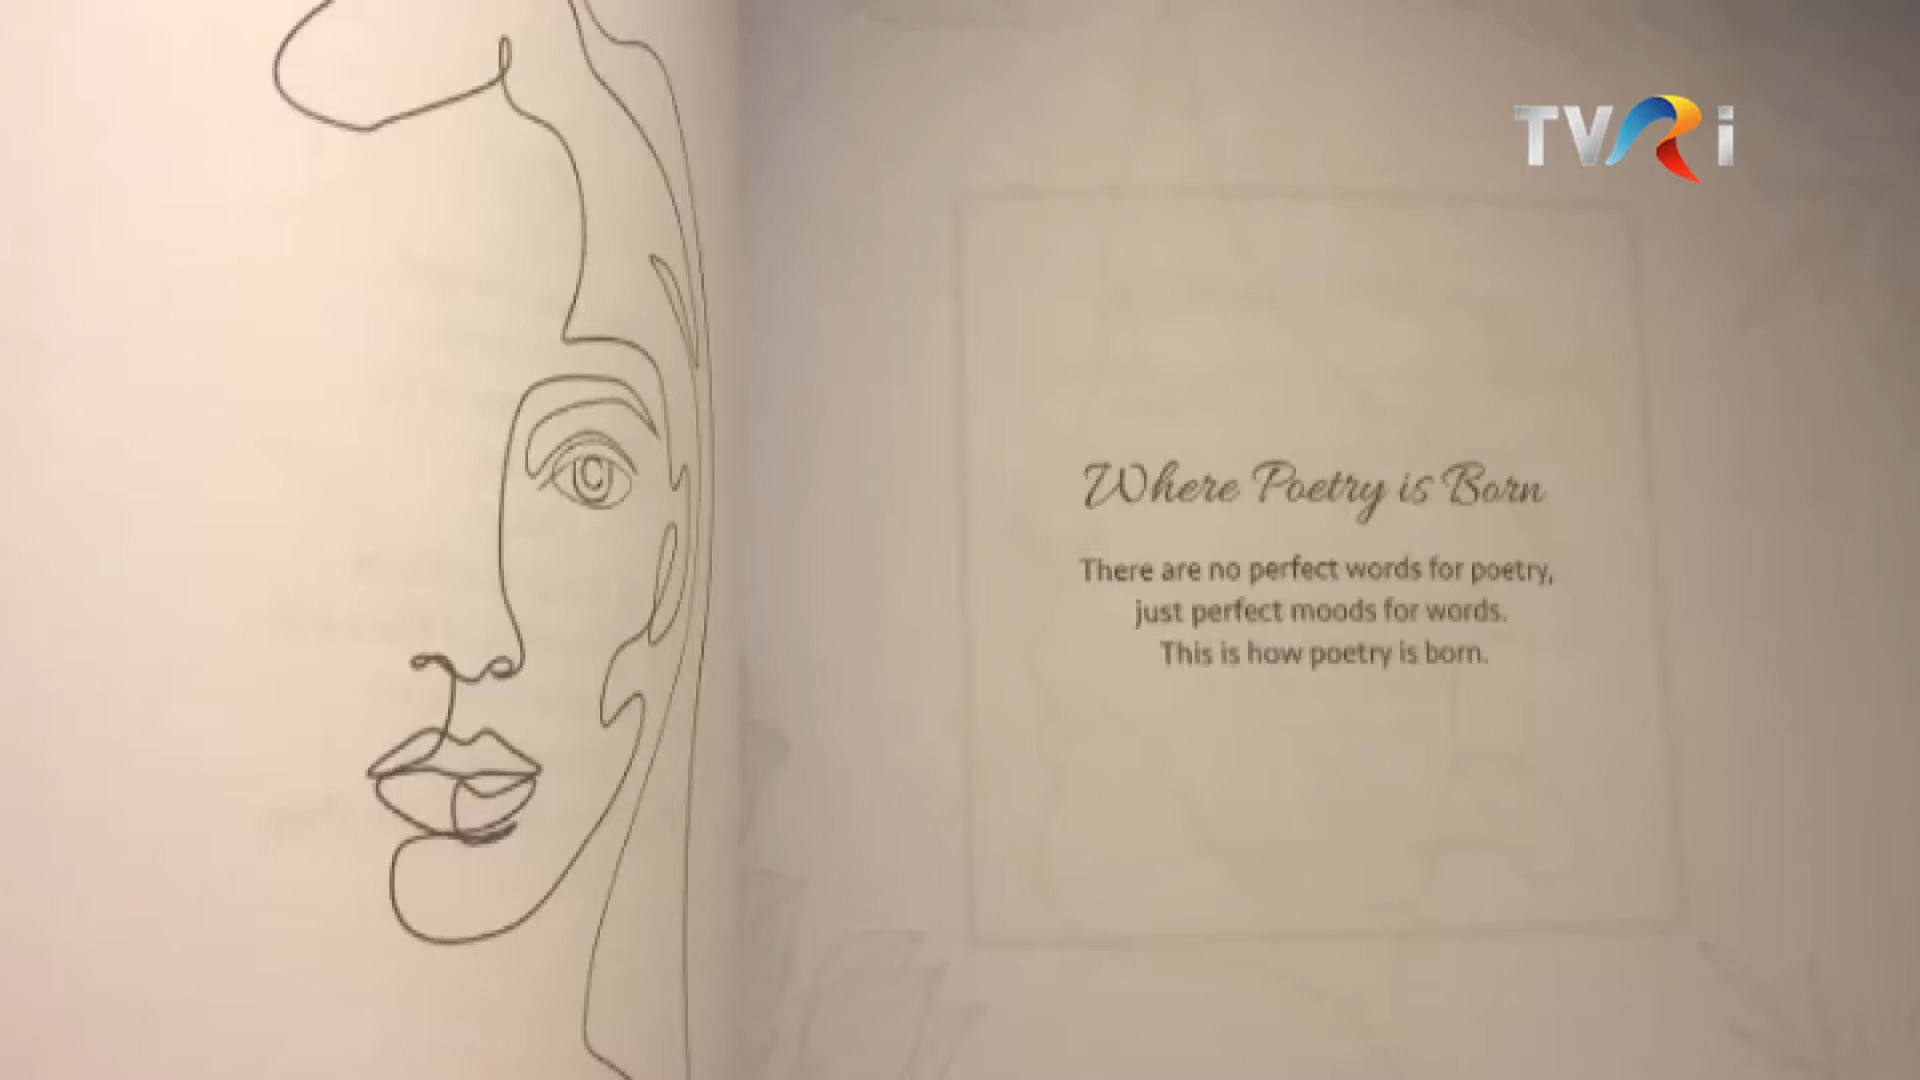 TVRi
Where Poetry is Born
There are no perfect words for poetry,
just perfect moods for words.
This is how poetry is born.